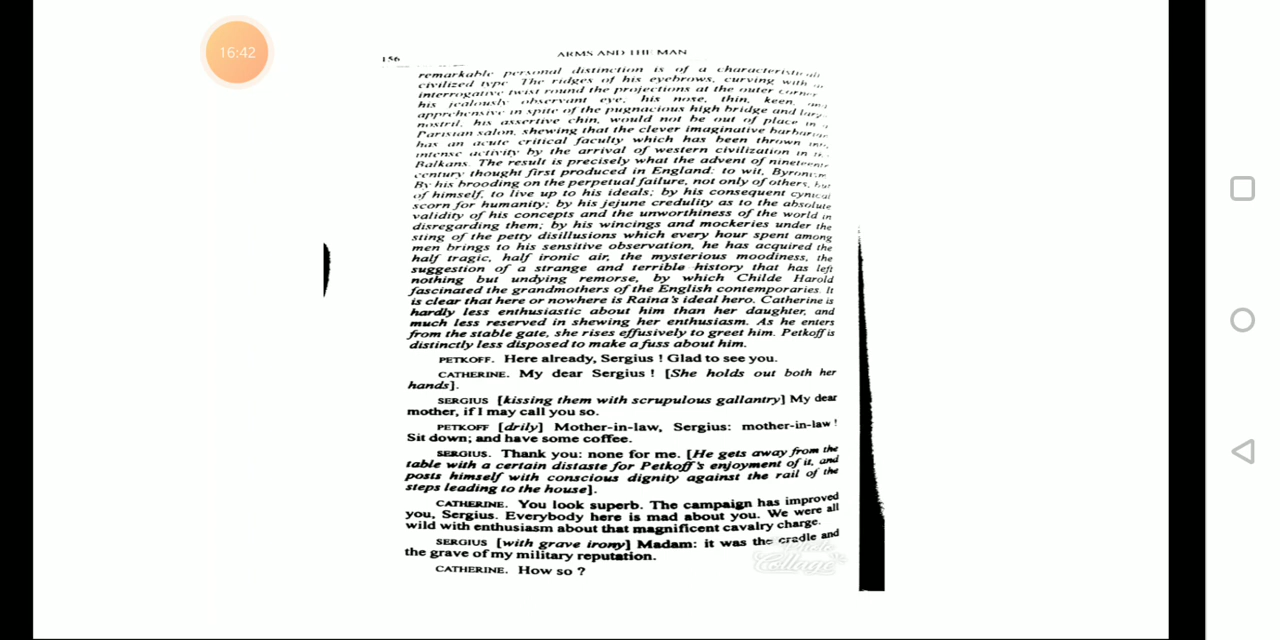 16:42
156
ARMS AND THE MAN
remarkable personal distinction is of a characteristically
civilized type. The ridges of his eyebrows, curving with
interrogative twist round the projections at the outer corner
his jealously observant eye, his nose, thin, keen, and
apprehensive in spite of the pugnacious high bridge and large
nostril, his assertive chin, would not be out of place in a
Parisian salon, shewing that the clever imaginative barbarian
has an acute critical faculty which has been thrown into
intense activity by the arrival of western civilization in the
Balkans. The result is precisely what the advent of nineteenth
century thought first produced in England: to wit, Byronism.
By his brooding on the perpetual failure, not only of others, but
of himself, to live up to his ideals; by his consequent cynical
scorn for humanity; by his jejune credulity as to the absolute
validity of his concepts and the unworthiness of the world in
disregarding them; by his wincings and mockeries under the
sting of the petty disillusions which every hour spent among
men brings to his sensitive observation, he has acquired the
half tragic, half ironic air, the mysterious moodiness, the
suggestion of a strange and terrible history that has left
nothing but undying remorse, by which Childe Harold
fascinated the grandmothers of the English contemporaries. It
is clear that here or nowhere is Raina's ideal hero. Catherine is
hardly less enthusiastic about him than her daughter, and
much less reserved in shewing her enthusiasm. As he enters
from the stable gate, she rises effusively to greet him. Petkoff is
distinctly less disposed to make a fuss about him.
PETKOFF. Here already, Sergius ! Glad to see you.
CATHERINE. My dear Sergius ! [She holds out both her
hands].
SERGIUS [kissing them with scrupulous gallantry] My dear
mother, if I may call you so.
PETKOFF [drily] Mother-in-law, Sergius: mother-in-law !
Sit down; and have some coffee.
SERGIUS. Thank you: none for me. [He gets away from the
table with a certain distaste for Petkoff's enjoyment of it, and
posts himself with conscious dignity against the rail of the
steps leading to the house].
CATHERINE. You look superb. The campaign has improved
you, Sergius. Everybody here is mad about you. We were all
wild with enthusiasm about that magnificent cavalry charge.
SERGIUS [with grave irony] Madam: it was the cradle and
the grave of my military reputation.
CATHERINE. How so ?
Collage